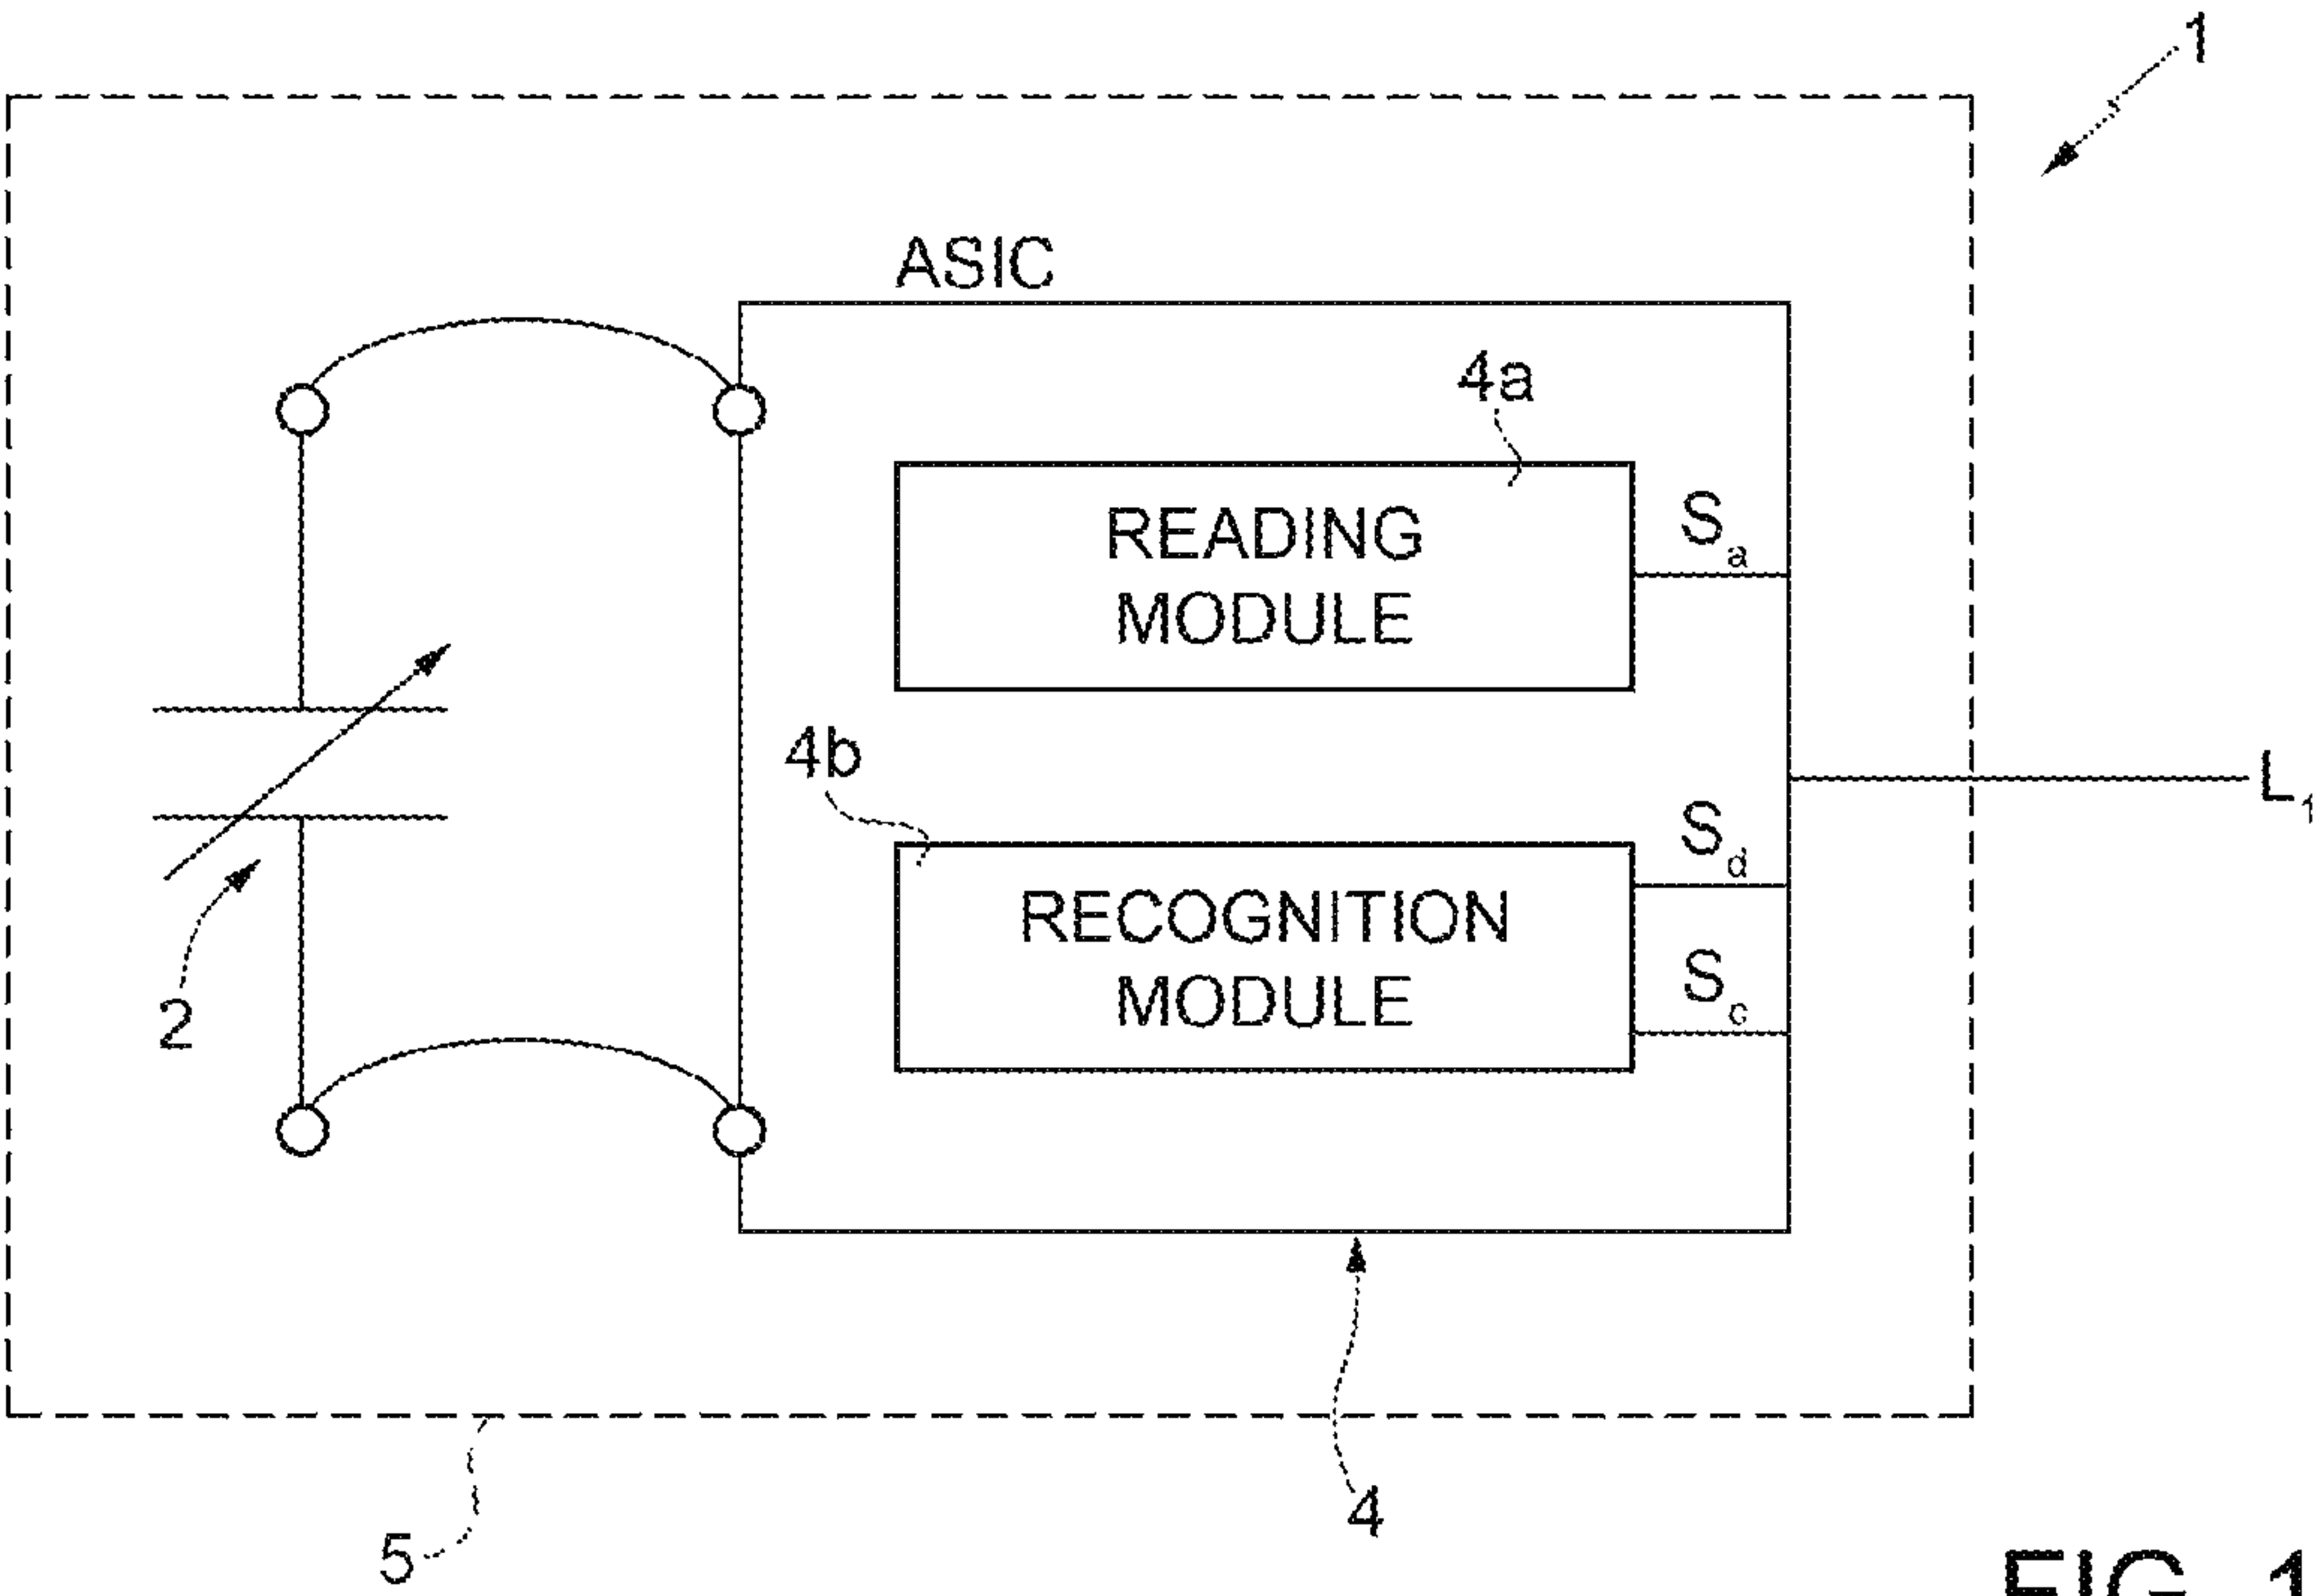 1
ASIC
4a
READING
MODULE
Sa
4b
L1
Sd
RECOGNITION
MODULE
Sc
2
4
5
FIG. 1